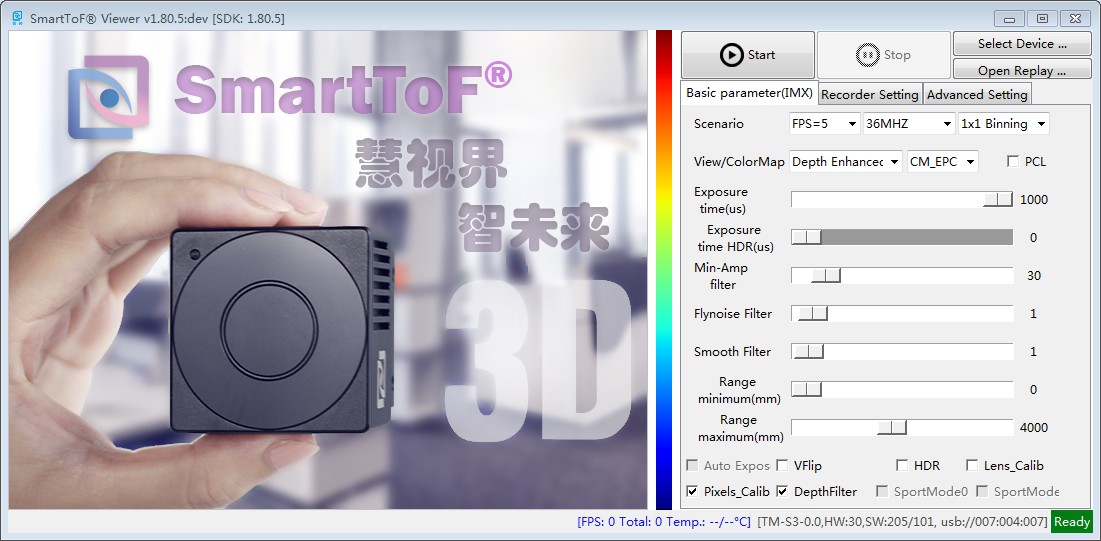 SmartToF® Viewer v1.80.5:dev [SDK: 1.80.5]
SmartToF®
慧视界
智未来
3D
Start
Stop
Select Device ...
Open Replay ...
Basic parameter(IMX) Recorder Setting Advanced Setting
Scenario FPS=5 36MHZ 1x1 Binning
View/ColorMap Depth Enhancec CM_EPC PCL
Exposure
time(us) 1000
Exposure
time HDR(us) 0
Min-Amp
filter 30
Flynoise Filter 1
Smooth Filter 1
Range
minimum(mm) 0
Range
maximum(mm) 4000
Auto Expos VFlip HDR Lens_Calib
Pixels_Calib DepthFilter SportMode0 SportMode
[FPS: 0 Total: 0 Temp.: --/--°C] [TM-S3-0.0,HW:30,SW:205/101, usb://007:004:007] Ready